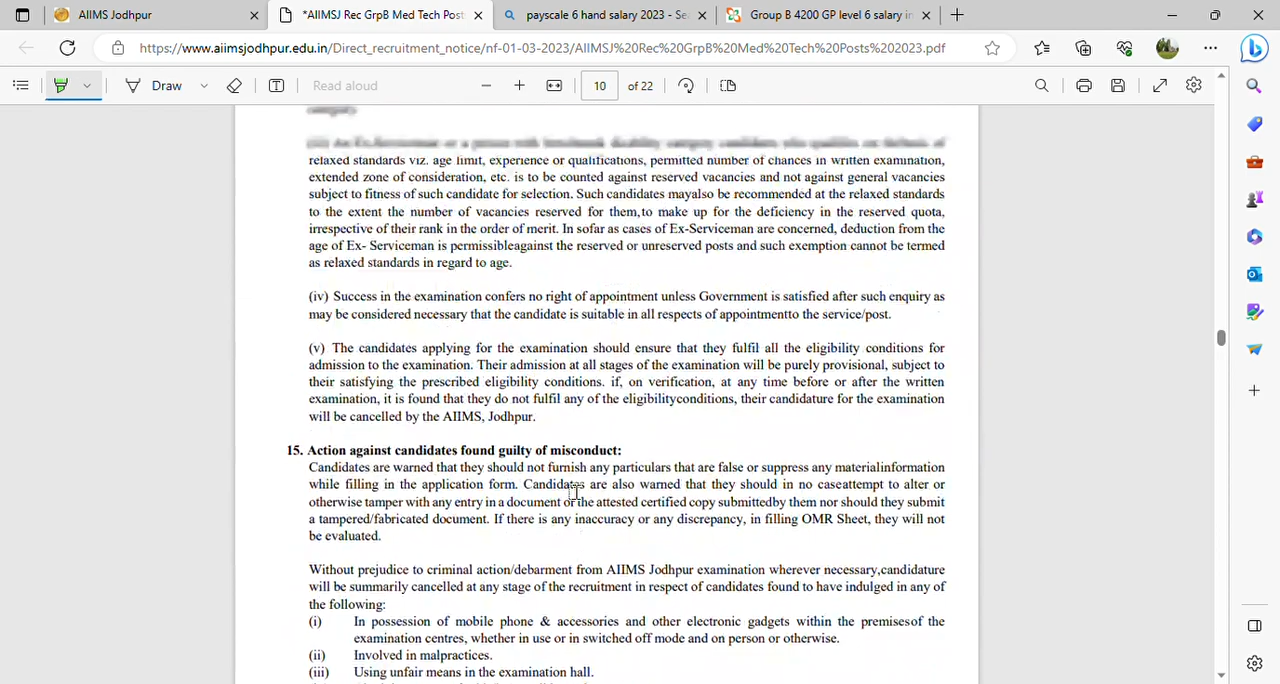 AIIMS Jodhpur
*AIIMSJ Rec GrpB Med Tech Post
payscale 6 hand salary 2023 - Se
Group B 4200 GP level 6 salary in
https://www.aiimsjodhpur.edu.in/Direct_recruitment_notice/nf-01-03-2023/AIIMSJ%20Rec%20GrpB%20Med%20Tech%20Posts%202023.pdf
Draw
Read aloud
10 of 22
relaxed standards viz. age limit, experience or qualifications, permitted number of chances in written examination,
extended zone of consideration, etc. is to be counted against reserved vacancies and not against general vacancies
subject to fitness of such candidate for selection. Such candidates mayalso be recommended at the relaxed standards
to the extent the number of vacancies reserved for them,to make up for the deficiency in the reserved quota,
irrespective of their rank in the order of merit. In sofar as cases of Ex-Serviceman are concerned, deduction from the
age of Ex- Serviceman is permissibleagainst the reserved or unreserved posts and such exemption cannot be termed
as relaxed standards in regard to age.
(iv) Success in the examination confers no right of appointment unless Government is satisfied after such enquiry as
may be considered necessary that the candidate is suitable in all respects of appointmentto the service/post.
(v) The candidates applying for the examination should ensure that they fulfil all the eligibility conditions for
admission to the examination. Their admission at all stages of the examination will be purely provisional, subject to
their satisfying the prescribed eligibility conditions. if, on verification, at any time before or after the written
examination, it is found that they do not fulfil any of the eligibilityconditions, their candidature for the examination
will be cancelled by the AIIMS, Jodhpur.
15. Action against candidates found guilty of misconduct:
Candidates are warned that they should not furnish any particulars that are false or suppress any materialinformation
while filling in the application form. Candidates are also warned that they should in no caseattempt to alter or
otherwise tamper with any entry in a document or the attested certified copy submittedby them nor should they submit
a tampered/fabricated document. If there is any inaccuracy or any discrepancy, in filling OMR Sheet, they will not
be evaluated.
Without prejudice to criminal action/debarment from AIIMS Jodhpur examination wherever necessary,candidature
will be summarily cancelled at any stage of the recruitment in respect of candidates found to have indulged in any of
the following:
(i) In possession of mobile phone & accessories and other electronic gadgets within the premisesof the
examination centres, whether in use or in switched off mode and on person or otherwise.
(ii) Involved in malpractices.
(iii) Using unfair means in the examination hall.